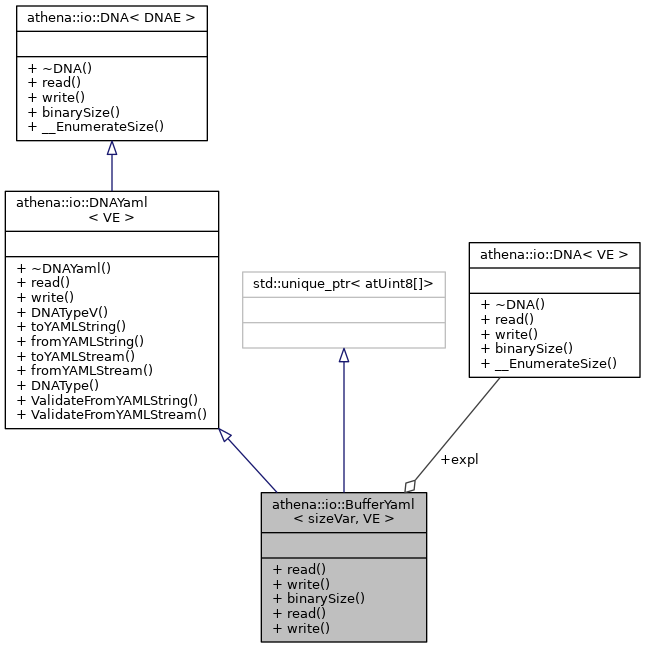 athena::io::DNA< DNAE >
+ ~DNA()
+ read()
+ write()
+ binarySize()
+ __EnumerateSize()
athena::io::DNAYaml
< VE >
+ ~DNAYaml()
+ read()
+ write()
+ DNATypeV()
+ toYAMLString()
+ fromYAMLString()
+ toYAMLStream()
+ fromYAMLStream()
+ DNAType()
+ ValidateFromYAMLString()
+ ValidateFromYAMLStream()
std::unique_ptr< atUint8[]>
athena::io::DNA< VE >
+ ~DNA()
+ read()
+ write()
+ binarySize()
+ __EnumerateSize()
+expl
athena::io::BufferYaml
< sizeVar, VE >
+ read()
+ write()
+ binarySize()
+ read()
+ write()